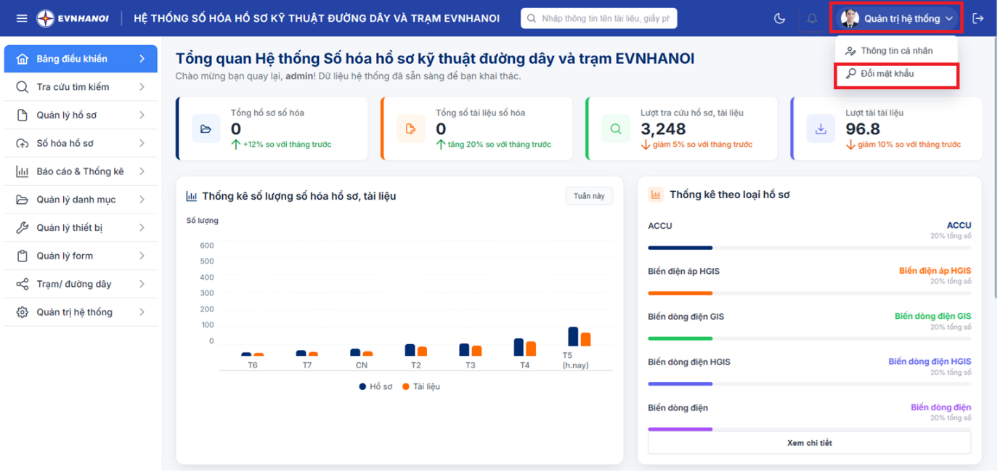 EVNHANOI
HỆ THỐNG SỐ HÓA HỒ SƠ KỸ THUẬT ĐƯỜNG DÂY VÀ TRẠM EVNHANOI
Nhập thông tin tên tài liệu, giấy ph
Quản trị hệ thống
Thông tin cá nhân
Đổi mật khẩu
Bảng điều khiển
Tra cứu tìm kiếm
Quản lý hồ sơ
Số hóa hồ sơ
Báo cáo & Thống kê
Quản lý danh mục
Quản lý thiết bị
Quản lý form
Trạm/ đường dây
Quản trị hệ thống
Tổng quan Hệ thống Số hóa hồ sơ kỹ thuật đường dây và trạm EVNHANOI
Chào mừng bạn quay lại, admin! Dữ liệu hệ thống đã sẵn sàng để bạn khai thác.
Tổng hồ sơ số hóa
0
+12% so với tháng trước
Tổng số tài liệu số hóa
0
tăng 20% so với tháng trước
Lượt tra cứu hồ sơ, tài liệu
3,248
giảm 5% so với tháng trước
Lượt tải tài liệu
96.8
giảm 10% so với tháng trước
Thống kê số lượng số hóa hồ sơ, tài liệu
Tuần này
Số lượng
600
500
400
300
200
100
0
T6
T7
CN
T2
T3
T4
T5
(h.nay)
Hồ sơ
Tài liệu
Thống kê theo loại hồ sơ
ACCU
ACCU
20% tổng số
Biến điện áp HGIS
Biến điện áp HGIS
20% tổng số
Biến dòng điện GIS
Biến dòng điện GIS
20% tổng số
Biến dòng điện HGIS
Biến dòng điện HGIS
20% tổng số
Biến dòng điện
Biến dòng điện
20% tổng số
Xem chi tiết